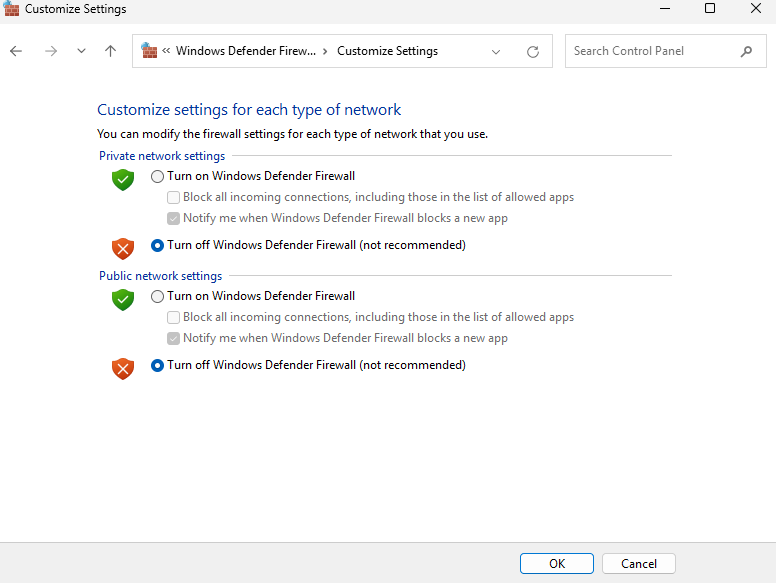 Customize Settings
« Windows Defender Firew... › Customize Settings
Search Control Panel
Customize settings for each type of network
You can modify the firewall settings for each type of network that you use.
Private network settings
Turn on Windows Defender Firewall
Block all incoming connections, including those in the list of allowed apps
Notify me when Windows Defender Firewall blocks a new app
Turn off Windows Defender Firewall (not recommended)
Public network settings
Turn on Windows Defender Firewall
Block all incoming connections, including those in the list of allowed apps
Notify me when Windows Defender Firewall blocks a new app
Turn off Windows Defender Firewall (not recommended)
OK
Cancel